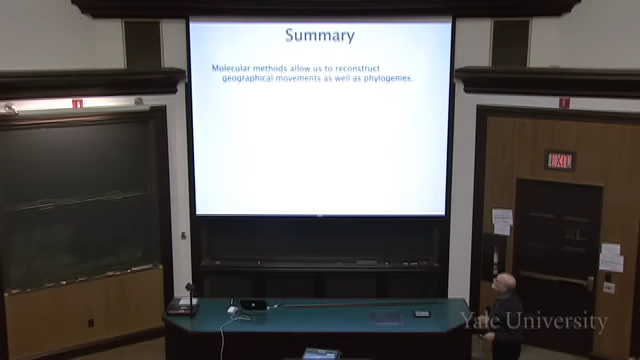 Summary
Molecular methods allow us to reconstruct
geographical movements as well as phylogenies.
EXIT
Yale University